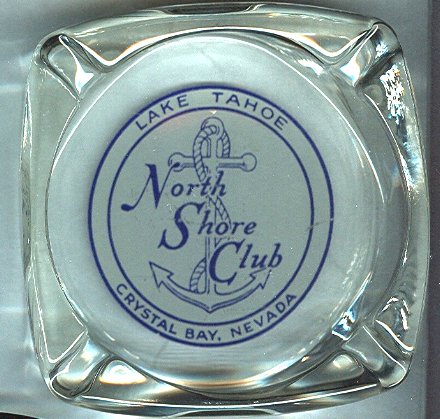 LAKE TAHOE
North
Shore
Club
CRYSTAL BAY, NEVADA